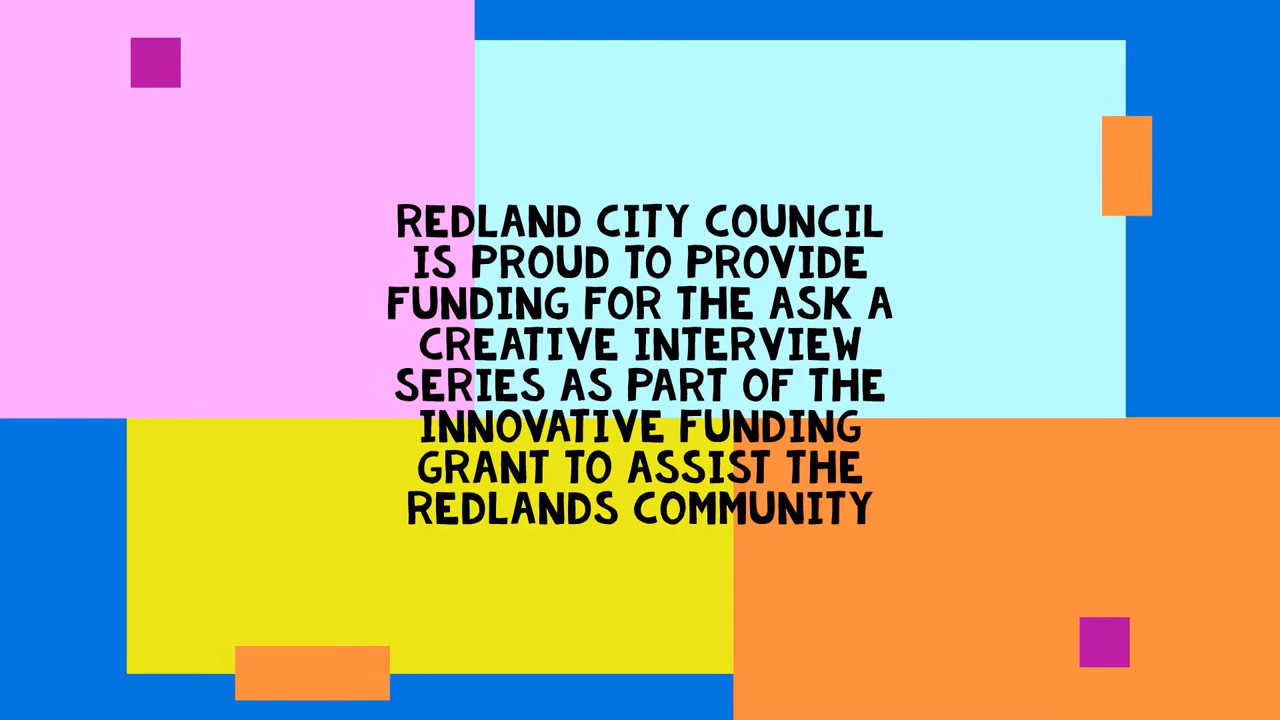 REDLAND CITY COUNCIL
IS PROUD TO PROVIDE
FUNDING FOR THE ASK A
CREATIVE INTERVIEW
SERIES AS PART OF THE
INNOVATIVE FUNDING
GRANT TO ASSIST THE
REDLANDS COMMUNITY